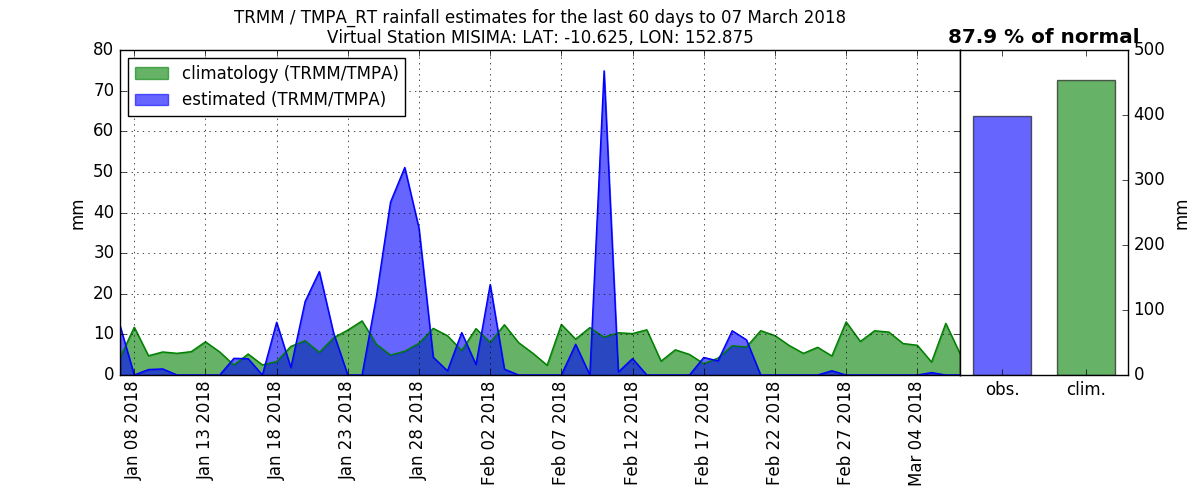 TRMM / TMPA_RT rainfall estimates for the last 60 days to 07 March 2018
Virtual Station MISIMA: LAT: -10.625, LON: 152.875
87.9 % of normal
climatology (TRMM/TMPA)
estimated (TRMM/TMPA)
mm
80
70
60
50
40
30
20
10
0
Jan 08 2018
Jan 13 2018
Jan 18 2018
Jan 23 2018
Jan 28 2018
Feb 02 2018
Feb 07 2018
Feb 12 2018
Feb 17 2018
Feb 22 2018
Feb 27 2018
Mar 04 2018
obs.
clim.
500
400
300
200
100
0
mm